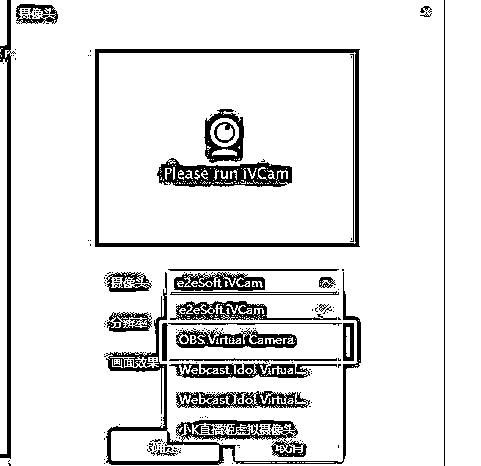 摄像头
Please run iVCam
摄像头
e2eSoft iVCam
e2eSoft iVCam
分辨率
OBS Virtual Camera
画面效果
Webcast Idol Virtual...
Webcast Idol Virtual...
小K直播姬虚拟摄像头
取消